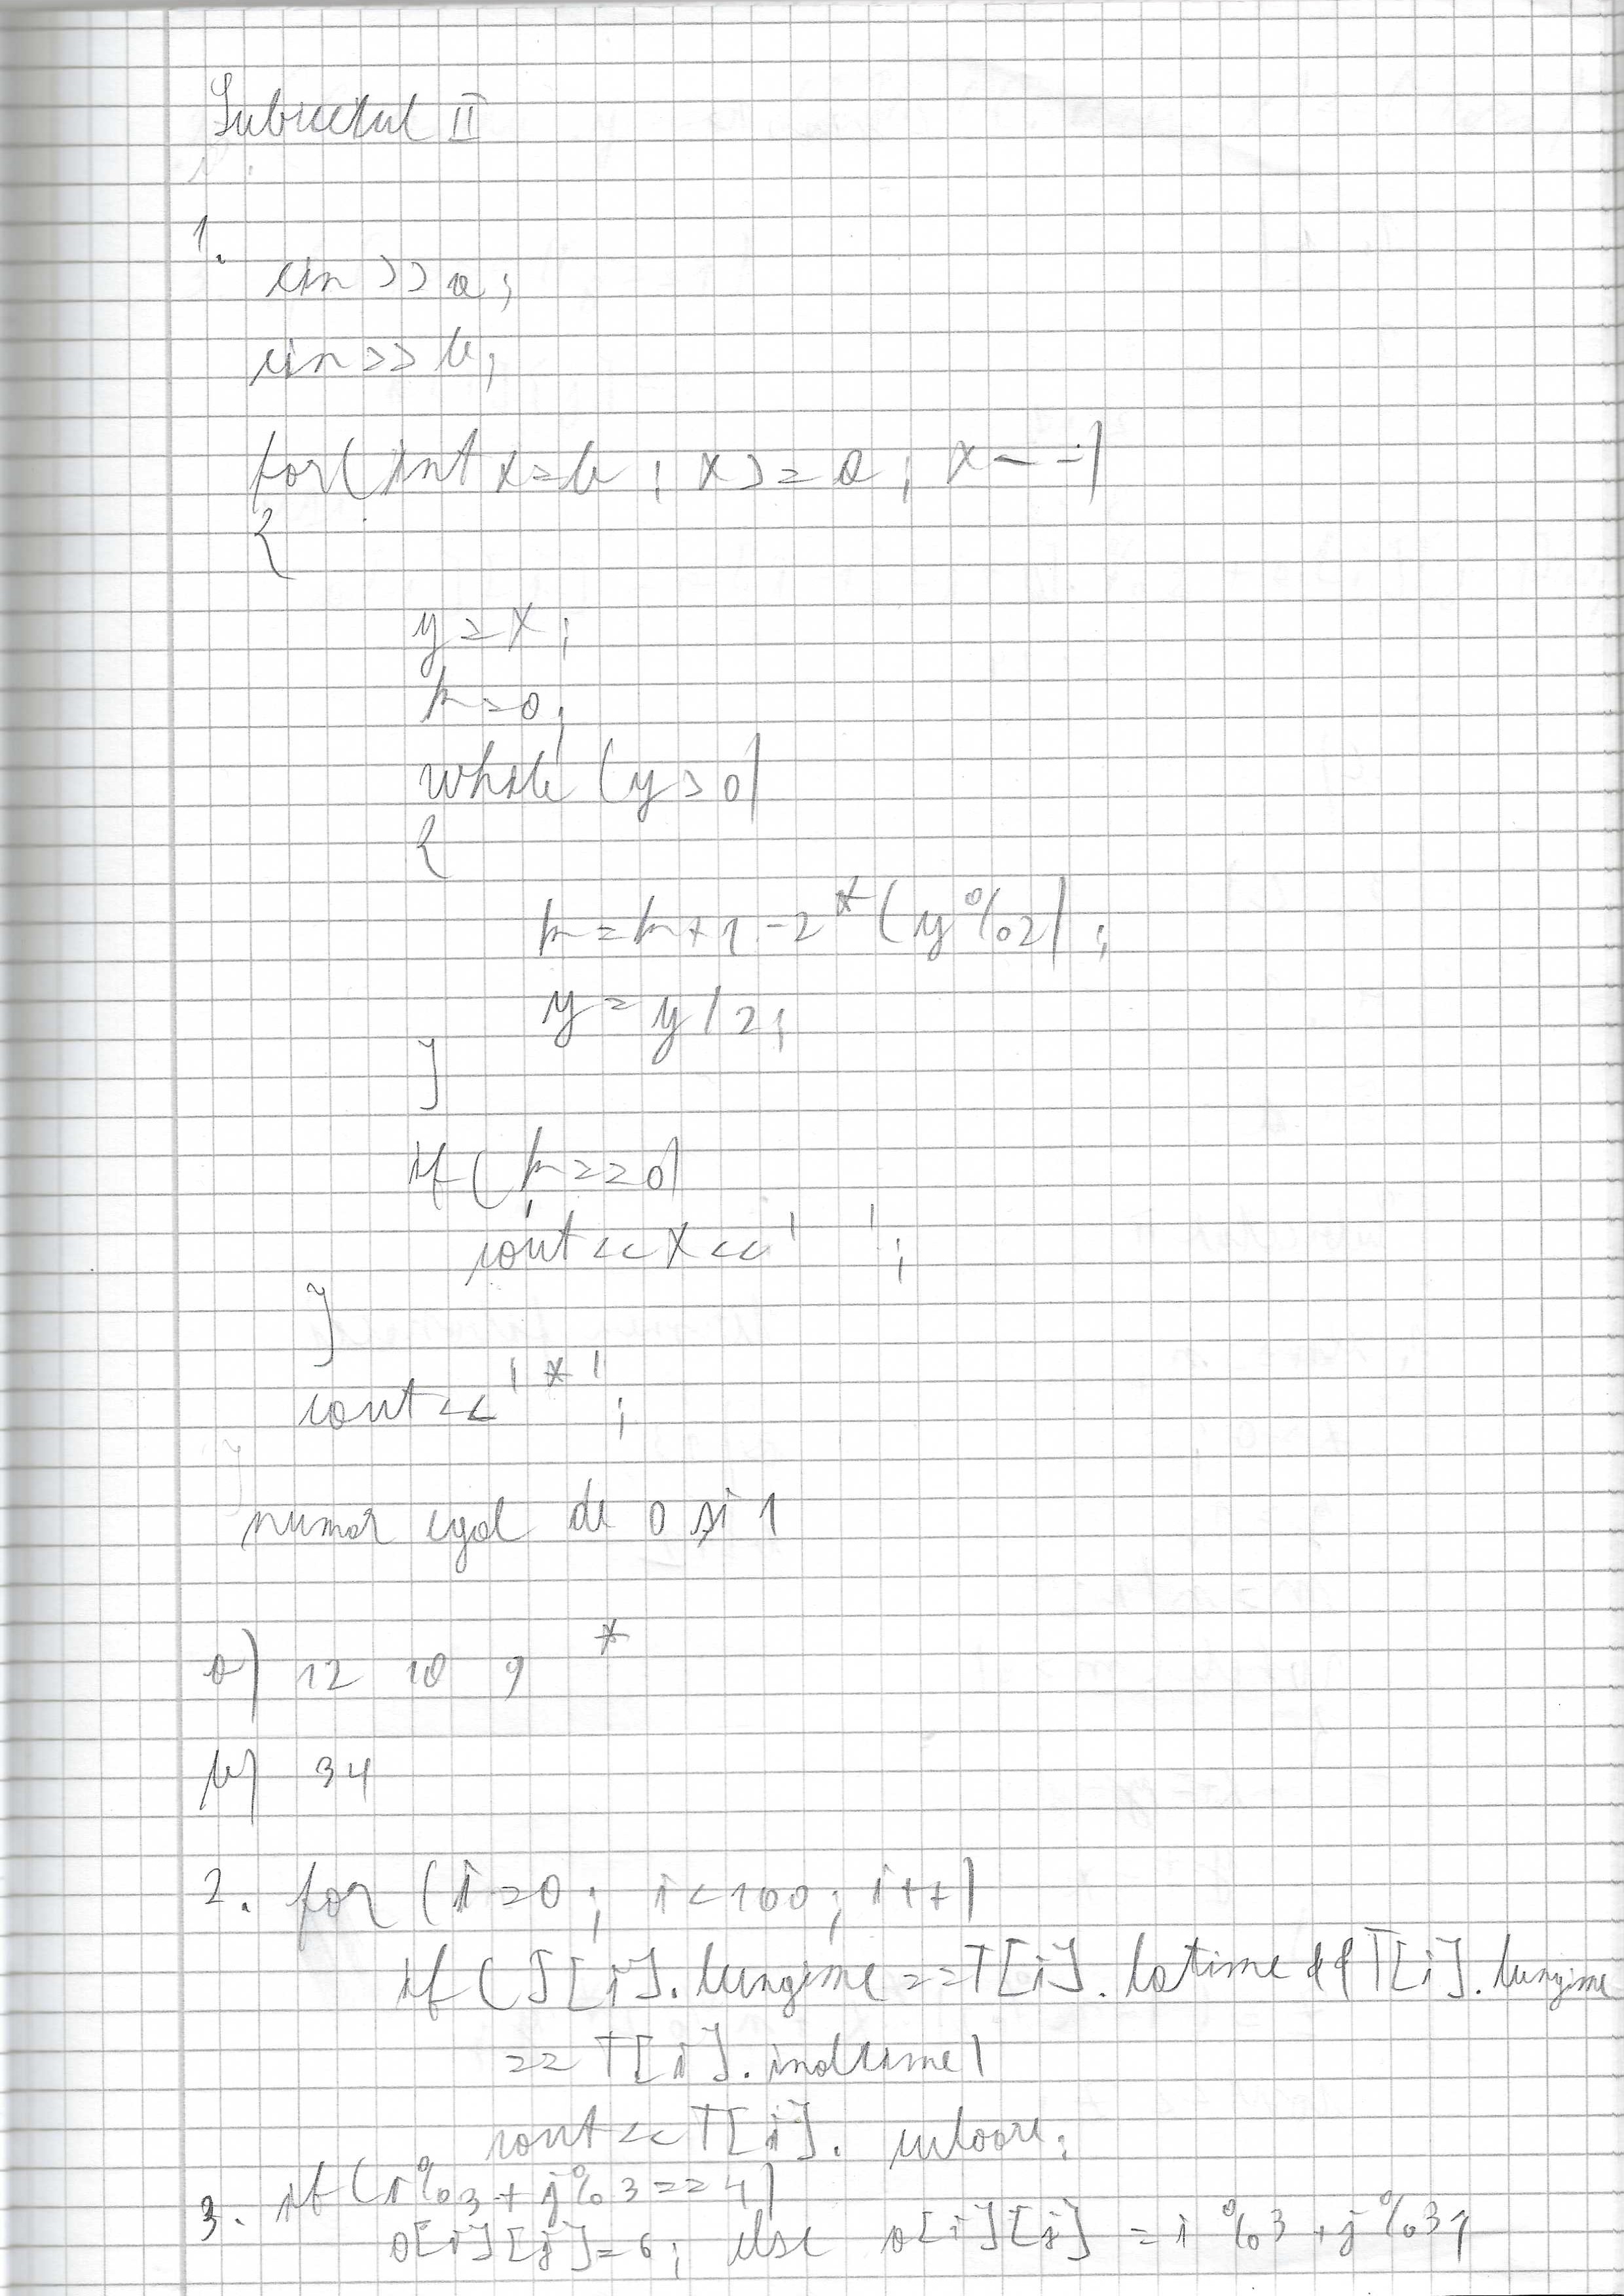 Subiectul II
1.
cin >> a;
cin >> b;
for(int x=b ; x>=a ; x--)
{
y=x;
k=0;
while (y>0)
{
k=k+1-2*(y%2);
y=y/2;
}
if(k==0)
cout<<x<<' ';
}
cout<<'*';
numar egal de 0 si 1
a) 12 10 9 *
b) 34
2. for (i=0; i<100; i++)
if(T[i].lungime==T[i].latime && T[i].lungime
==T[i].inaltime)
cout<<T[i].culoare;
3. if(i%3+j%3==4)
a[i][j]=6; else a[i][j]=i%3+j%3;